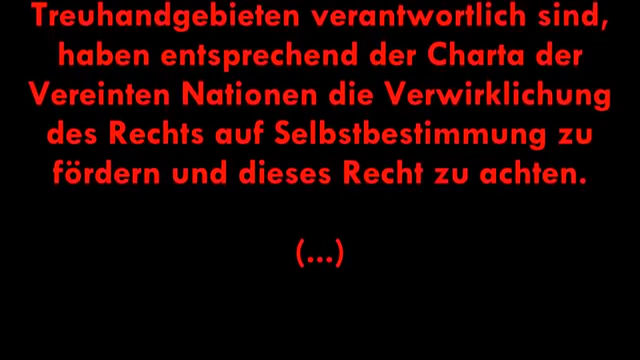 Treuhandgebieten verantwortlich sind,
haben entsprechend der Charta der
Vereinten Nationen die Verwirklichung
des Rechts auf Selbstbestimmung zu
fördern und dieses Recht zu achten.
(...)